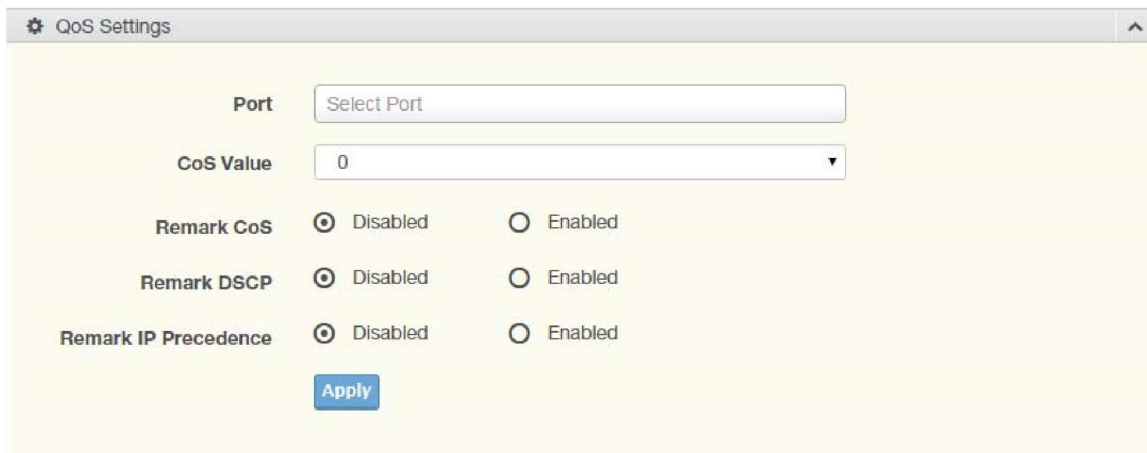 QoS Settings
Port Select Port
CoS Value 0
Remark CoS Disabled Enabled
Remark DSCP Disabled Enabled
Remark IP Precedence Disabled Enabled
Apply